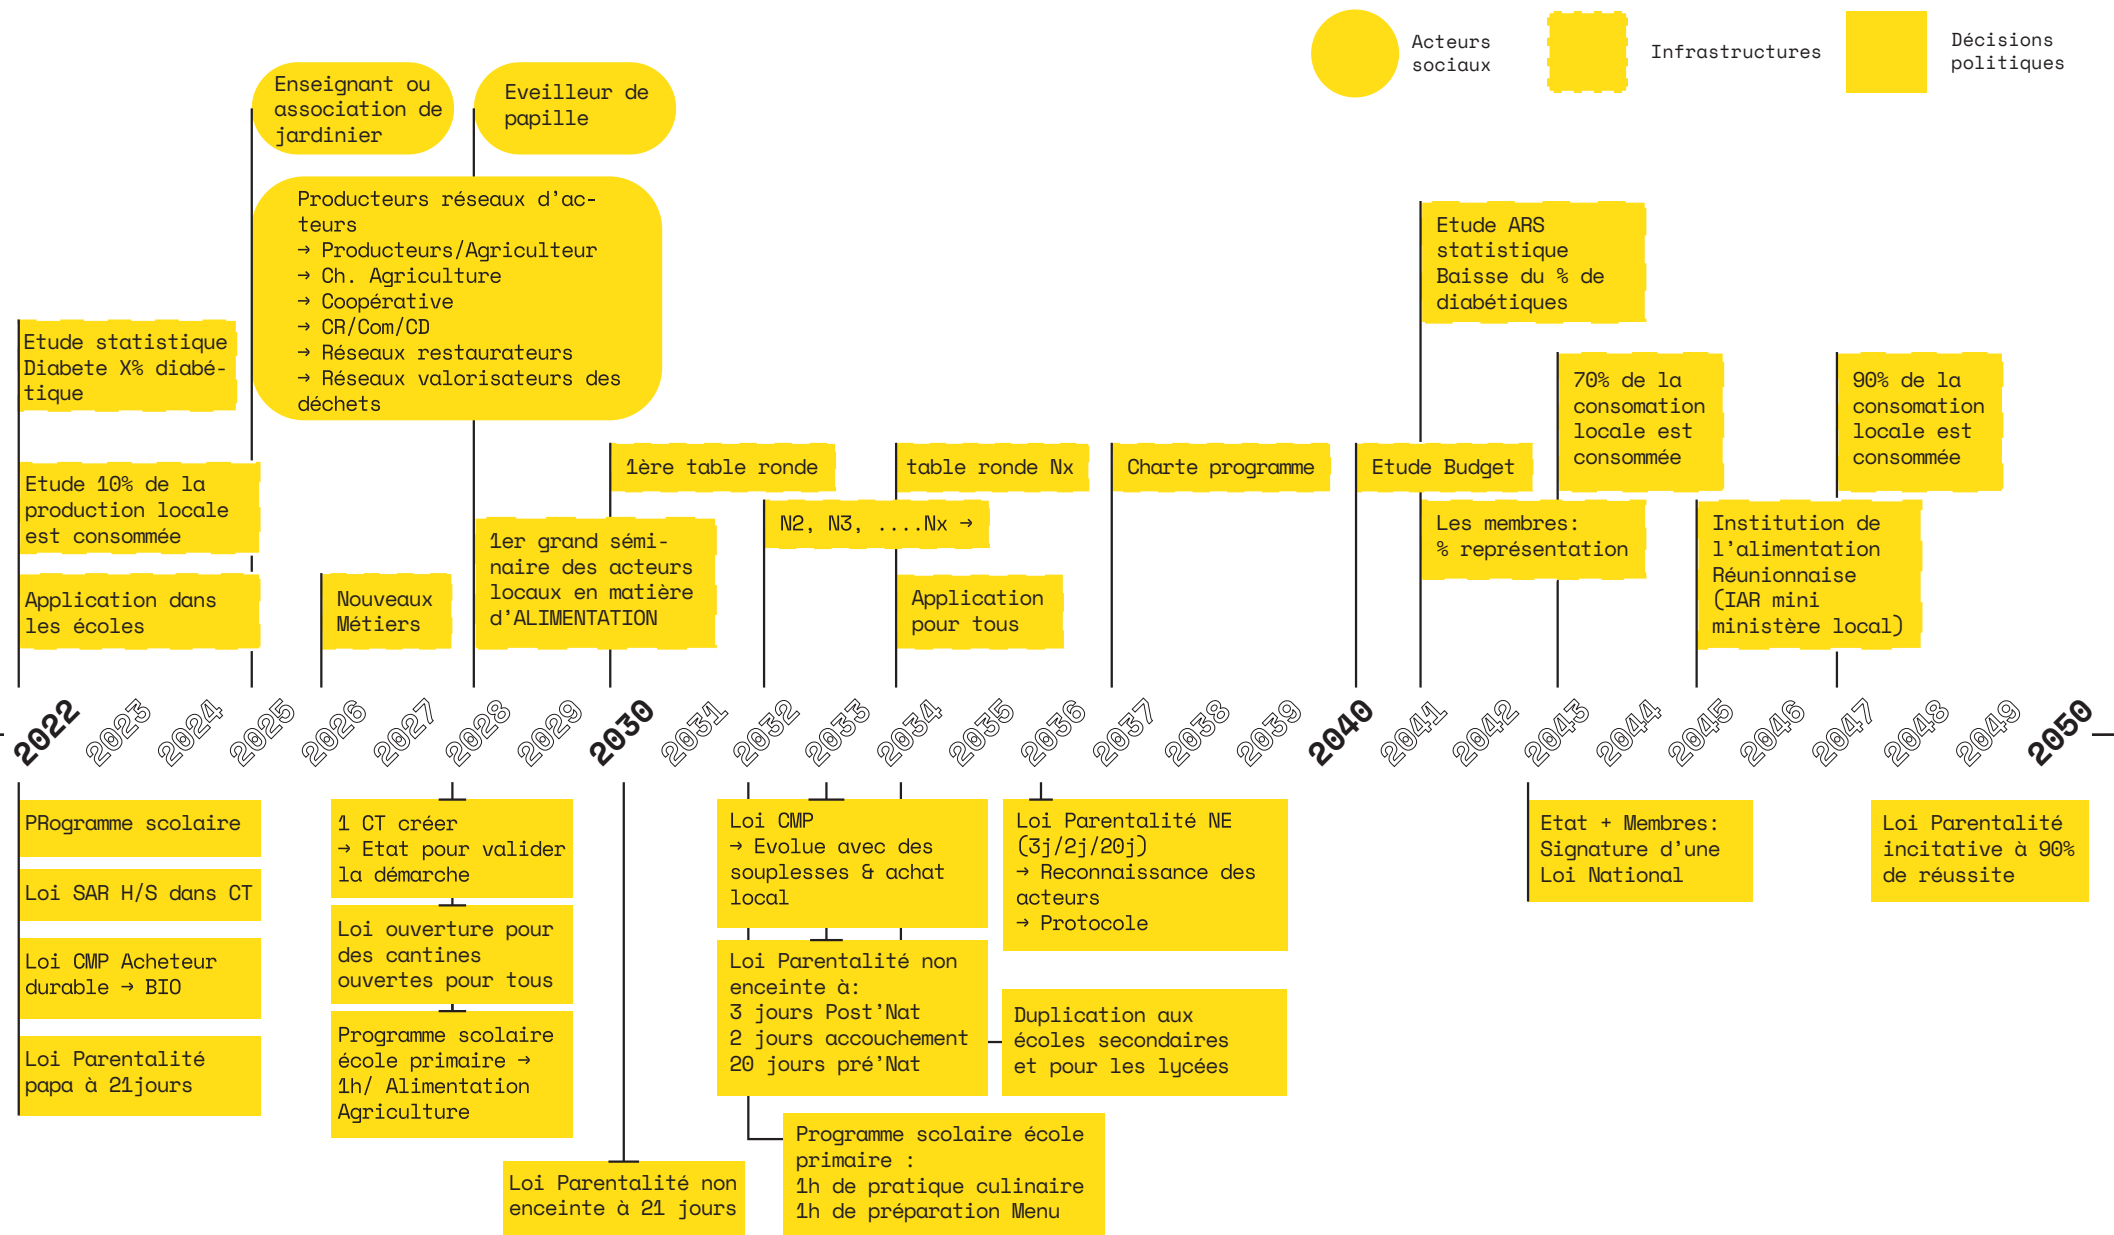 Acteurs
sociaux
Infrastructures
Décisions
politiques
Enseignant ou
association de
jardinier
Eveilleur de
papille
Producteurs réseaux d'ac-
teurs
→ Producteurs/Agriculteur
→ Ch. Agriculture
→ Coopérative
→ CR/Com/CD
→ Réseaux restaurateurs
→ Réseaux valorisateurs des
déchets
Etude statistique
Diabete X% diabé-
tique
Etude 10% de la
production locale
est consommée
Application dans
les écoles
Nouveaux
Métiers
1er grand sémi-
naire des acteurs
locaux en matière
d'ALIMENTATION
1ère table ronde
N2, N3, ....Nx →
table ronde Nx
Application
pour tous
Charte programme
Etude Budget
Etude ARS
statistique
Baisse du % de
diabétiques
Les membres:
% représentation
70% de la
consomation
locale est
consommée
Institution de
l'alimentation
Réunionnaise
(IAR mini
ministère local)
90% de la
consomation
locale est
consommée
2022
2023
2024
2025
2026
2027
2028
2029
2030
2031
2032
2033
2034
2035
2036
2037
2038
2039
2040
2041
2042
2043
2044
2045
2046
2047
2048
2049
2050
PRogramme scolaire
Loi SAR H/S dans CT
Loi CMP Acheteur
durable → BIO
Loi Parentalité
papa à 21jours
1 CT créer
→ Etat pour valider
la démarche
Loi ouverture pour
des cantines
ouvertes pour tous
Programme scolaire
école primaire →
1h/ Alimentation
Agriculture
Loi Parentalité non
enceinte à 21 jours
Loi CMP
→ Evolue avec des
souplesses & achat
local
Loi Parentalité non
enceinte à:
3 jours Post'Nat
2 jours accouchement
20 jours pré'Nat
Programme scolaire école
primaire :
1h de pratique culinaire
1h de préparation Menu
Loi Parentalité NE
(3j/2j/20j)
→ Reconnaissance des
acteurs
→ Protocole
Duplication aux
écoles secondaires
et pour les lycées
Etat + Membres:
Signature d'une
Loi National
Loi Parentalité
incitative à 90%
de réussite